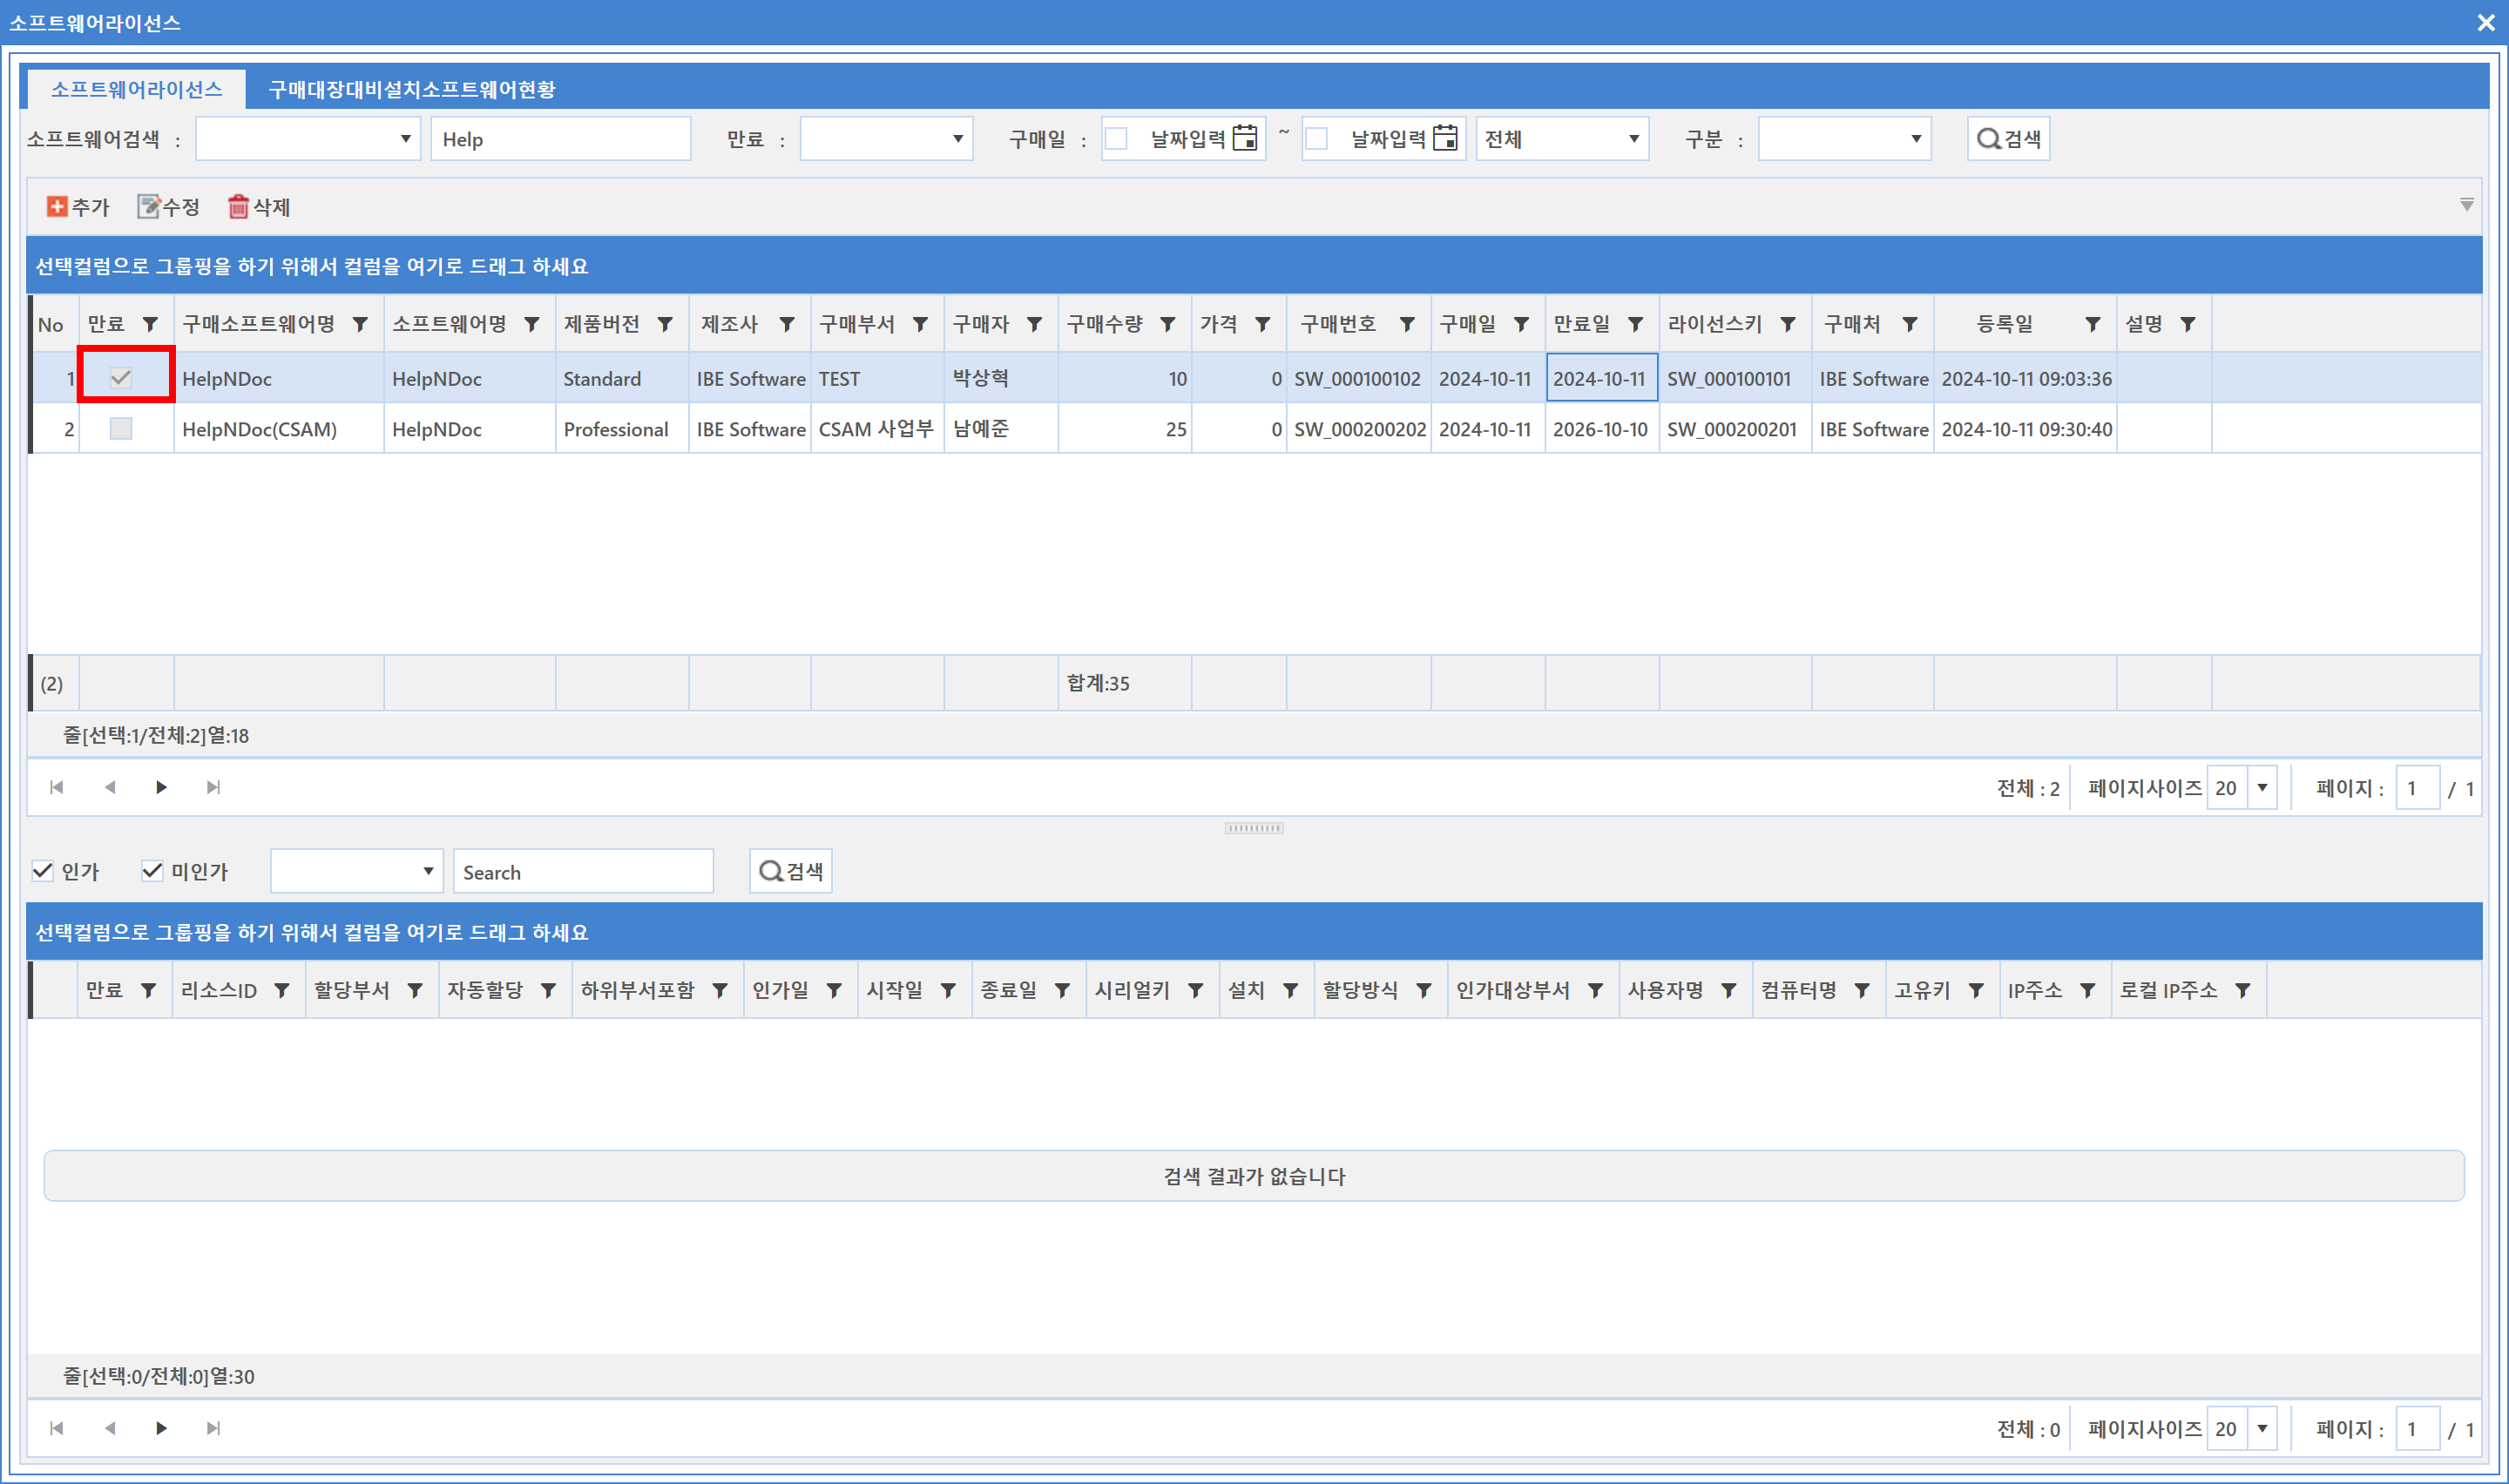 소프트웨어라이선스
소프트웨어라이선스 구매대장대비설치소프트웨어현황
소프트웨어검색 : Help 만료 : 구매일 : 날짜입력 ~ 날짜입력 전체 구분 : 검색
추가 수정 삭제
선택컬럼으로 그룹핑을 하기 위해서 컬럼을 여기로 드래그 하세요
No 만료 구매소프트웨어명 소프트웨어명 제품버전 제조사 구매부서 구매자 구매수량 가격 구매번호 구매일 만료일 라이선스키 구매처 등록일 설명
1 HelpNDoc HelpNDoc Standard IBE Software TEST 박상혁 10 0 SW_000100102 2024-10-11 2024-10-11 SW_000100101 IBE Software 2024-10-11 09:03:36
2 HelpNDoc(CSAM) HelpNDoc Professional IBE Software CSAM 사업부 남예준 25 0 SW_000200202 2024-10-11 2026-10-10 SW_000200201 IBE Software 2024-10-11 09:30:40
(2) 합계:35
줄[선택:1/전체:2]열:18
전체 : 2 페이지사이즈 20 페이지 : 1 / 1
인가 미인가 Search 검색
선택컬럼으로 그룹핑을 하기 위해서 컬럼을 여기로 드래그 하세요
만료 리소스ID 할당부서 자동할당 하위부서포함 인가일 시작일 종료일 시리얼키 설치 할당방식 인가대상부서 사용자명 컴퓨터명 고유키 IP주소 로컬 IP주소
검색 결과가 없습니다
줄[선택:0/전체:0]열:30
전체 : 0 페이지사이즈 20 페이지 : 1 / 1